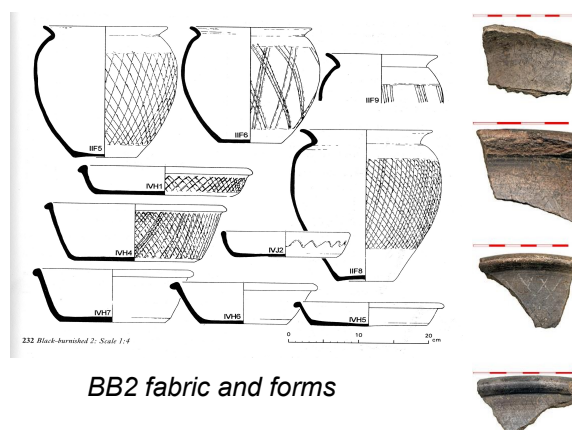 IIF5
IIF6
IIF9
IVH1
IVH4
IVJ2
IIF8
IVH7
IVH6
IVH5
0 10 20
cm
232 Black-burnished 2: Scale 1:4
BB2 fabric and forms